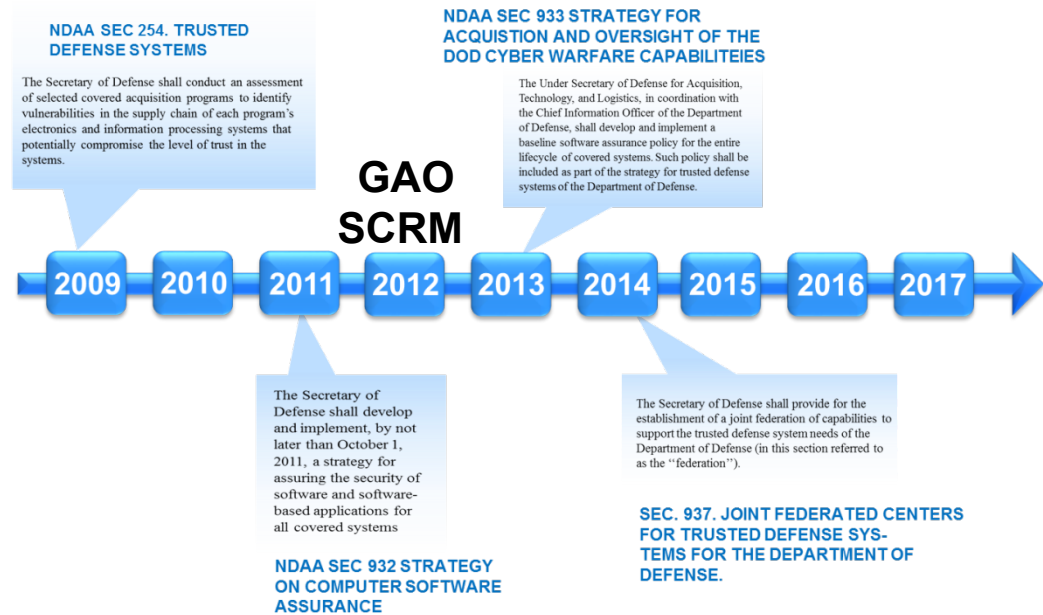 NDAA SEC 254. TRUSTED
DEFENSE SYSTEMS
The Secretary of Defense shall conduct an assessment
of selected covered acquisition programs to identify
vulnerabilities in the supply chain of each program's
electronics and information processing systems that
potentially compromise the level of trust in the
systems.
NDAA SEC 933 STRATEGY FOR
ACQUISTION AND OVERSIGHT OF THE
DOD CYBER WARFARE CAPABILITEIES
The Under Secretary of Defense for Acquisition,
Technology, and Logistics, in coordination with
the Chief Information Officer of the Department
of Defense, shall develop and implement a
baseline software assurance policy for the entire
lifecycle of covered systems. Such policy shall be
included as part of the strategy for trusted defense
systems of the Department of Defense.
GAO
SCRM
2009 2010 2011 2012 2013 2014 2015 2016 2017
The Secretary of
Defense shall develop
and implement, by not
later than October 1,
2011, a strategy for
assuring the security of
software and software-
based applications for
all covered systems
NDAA SEC 932 STRATEGY
ON COMPUTER SOFTWARE
ASSURANCE
The Secretary of Defense shall provide for the
establishment of a joint federation of capabilities to
support the trusted defense system needs of the
Department of Defense (in this section referred to
as the ‘‘federation’’).
SEC. 937. JOINT FEDERATED CENTERS
FOR TRUSTED DEFENSE SYS-
TEMS FOR THE DEPARTMENT OF
DEFENSE.